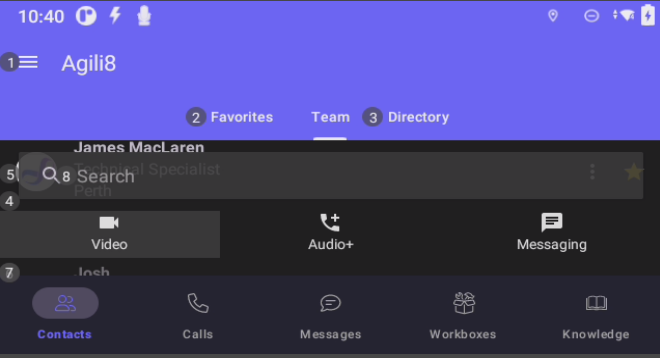 10:40
1
Agili8
2 Favorites Team 3 Directory
James MacLaren
Technical Specialist
5 8 Search
Perth
4
Video Audio+ Messaging
7 Josh
Contacts Calls Messages Workboxes Knowledge